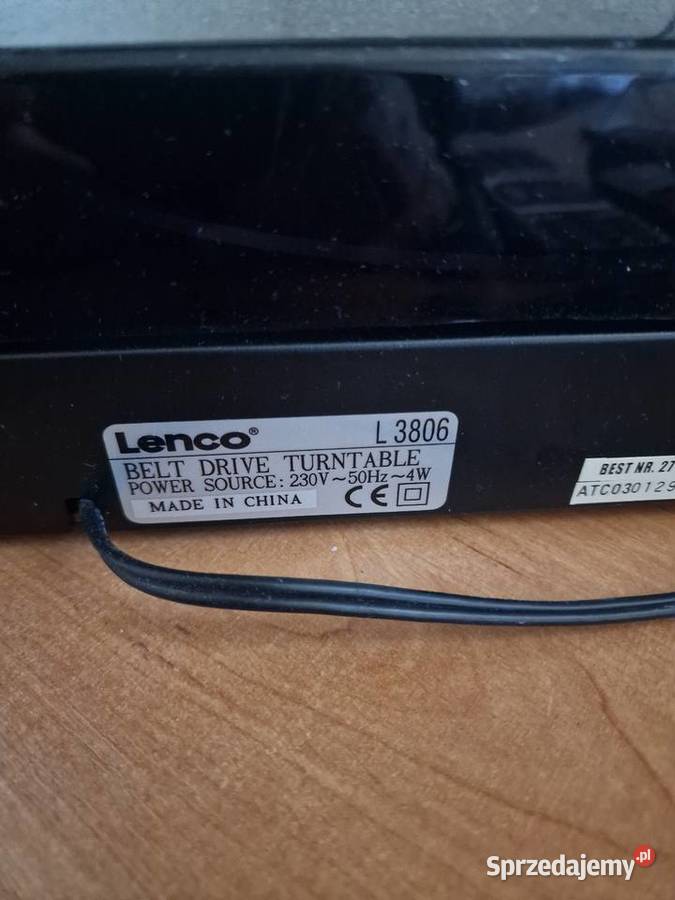 Lenco® L 3806
BELT DRIVE TURNTABLE
POWER SOURCE: 230V~50Hz~4W
MADE IN CHINA CE
BEST NR. 27
ATC030129
Sprzedajemy.pl